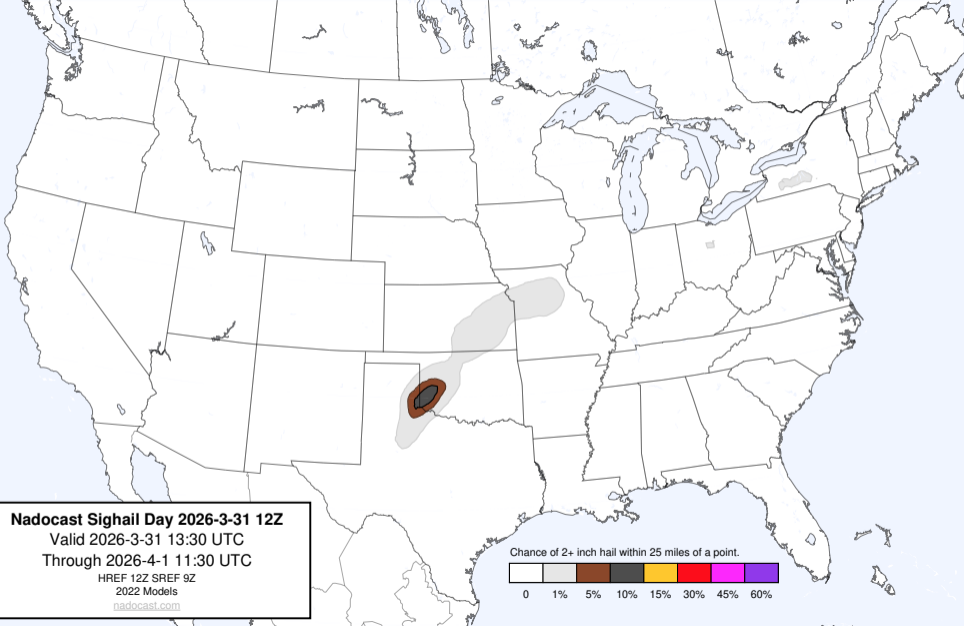 Nadocast Sighail Day 2026-3-31 12Z
Valid 2026-3-31 13:30 UTC
Through 2026-4-1 11:30 UTC
HREF 12Z SREF 9Z
2022 Models
nadocast.com
Chance of 2+ inch hail within 25 miles of a point.
0 1% 5% 10% 15% 30% 45% 60%